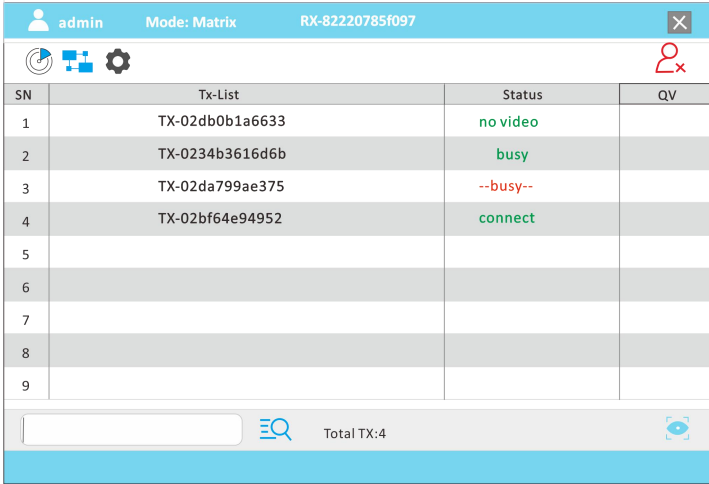 admin Mode: Matrix RX-82220785f097
SN Tx-List Status QV
1 TX-02db0b1a6633 no video
2 TX-0234b3616d6b busy
3 TX-02da799ae375 --busy--
4 TX-02bf64e94952 connect
5
6
7
8
9
Total TX:4